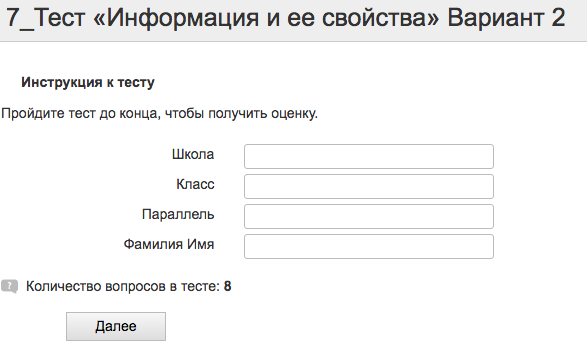 7_Тест «Информация и ее свойства» Вариант 2
Инструкция к тесту
Пройдите тест до конца, чтобы получить оценку.
Школа
Класс
Параллель
Фамилия Имя
? Количество вопросов в тесте: 8
Далее